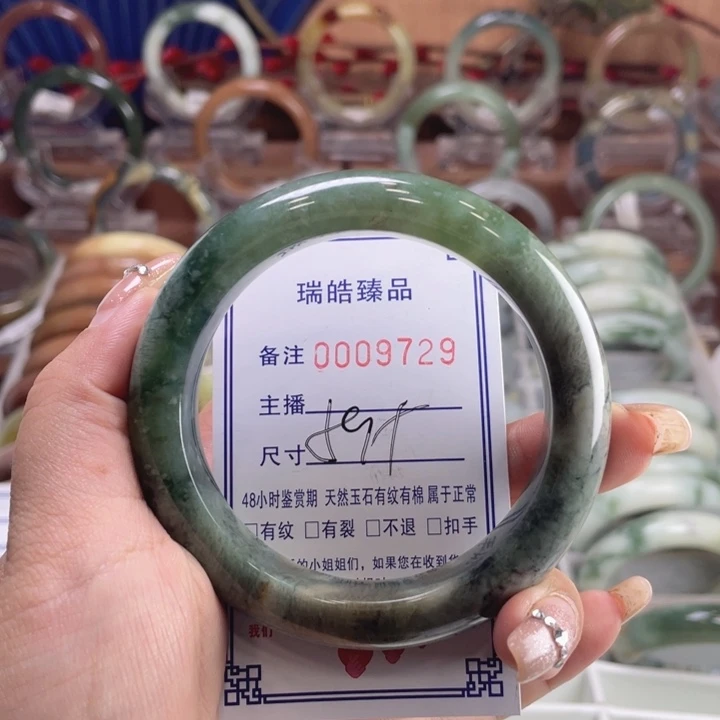 瑞皓臻品
备注 0009729
主播
尺寸
48小时鉴赏期 天然玉石有纹有棉 属于正常
□有纹 □有裂 □不退 □扣手
的小姐姐们，如果您在收到
我们